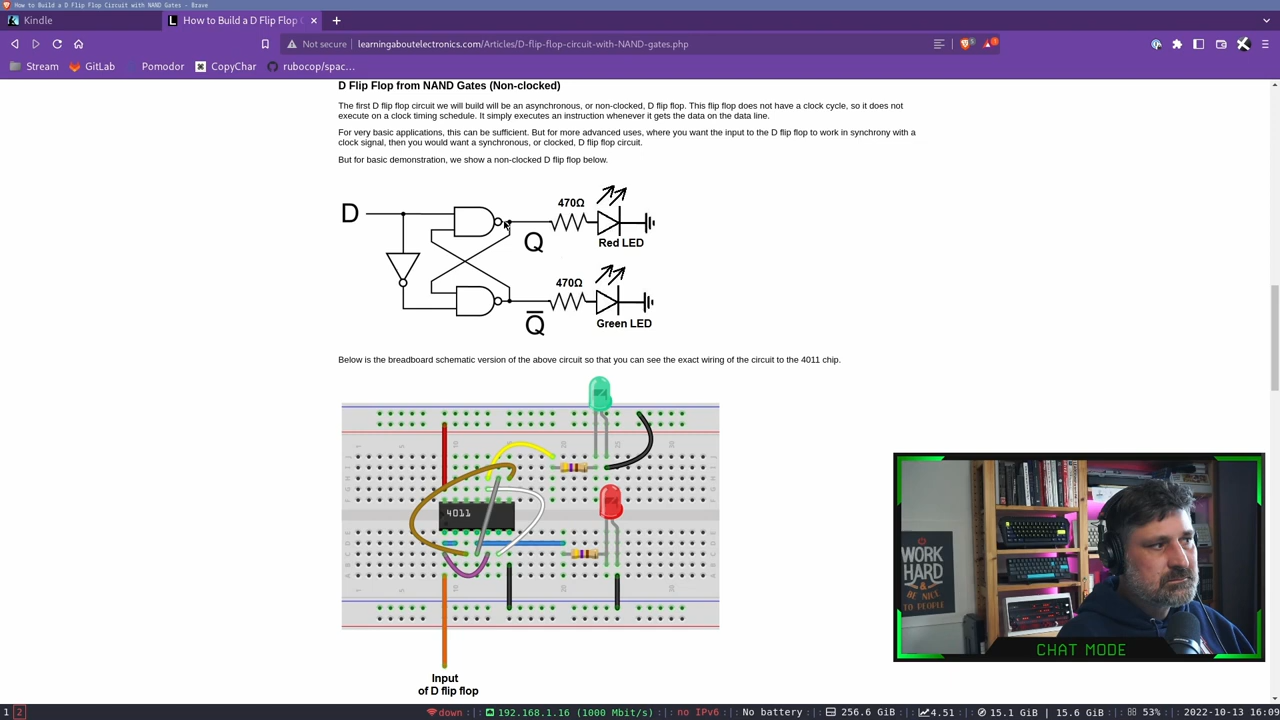 How to Build a D Flip Flop Circuit with NAND Gates - Brave
Kindle
How to Build a D Flip Flop C
Not secure learningaboutelectronics.com/Articles/D-flip-flop-circuit-with-NAND-gates.php
Stream GitLab Pomodor CopyChar rubocop/spac…
D Flip Flop from NAND Gates (Non-clocked)
The first D flip flop circuit we will build will be an asynchronous, or non-clocked, D flip flop. This flip flop does not have a clock cycle, so it does not
execute on a clock timing schedule. It simply executes an instruction whenever it gets the data on the data line.
For very basic applications, this can be sufficient. But for more advanced uses, where you want the input to the D flip flop to work in synchrony with a
clock signal, then you would want a synchronous, or clocked, D flip flop circuit.
But for basic demonstration, we show a non-clocked D flip flop below.
D
470Ω
Q
Red LED
470Ω
Q̅
Green LED
Below is the breadboard schematic version of the above circuit so that you can see the exact wiring of the circuit to the 4011 chip.
4011
Input
of D flip flop
WORK
HARD
& BE
NICE
TO PEOPLE
CHAT MODE
1 2 down 192.168.1.16 (1000 Mbit/s) no IPv6 No battery 256.6 GiB 4.51 15.1 GiB | 15.6 GiB 53% 2022-10-13 16:09